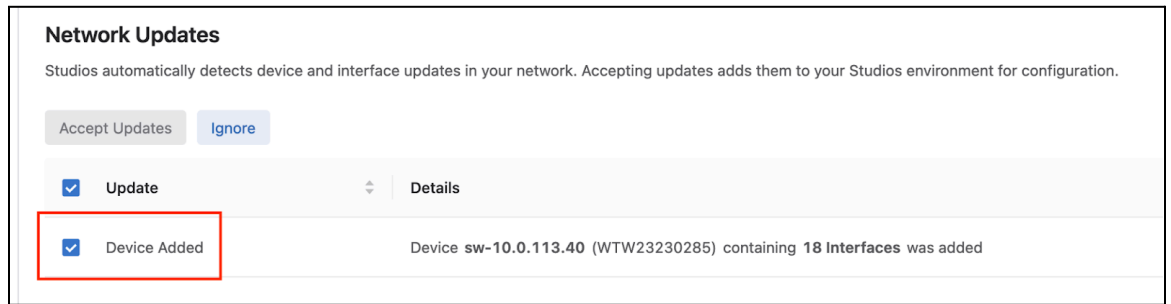 Network Updates
Studios automatically detects device and interface updates in your network. Accepting updates adds them to your Studios environment for configuration.
Accept Updates Ignore
Update Details
Device Added Device sw-10.0.113.40 (WTW23230285) containing 18 Interfaces was added